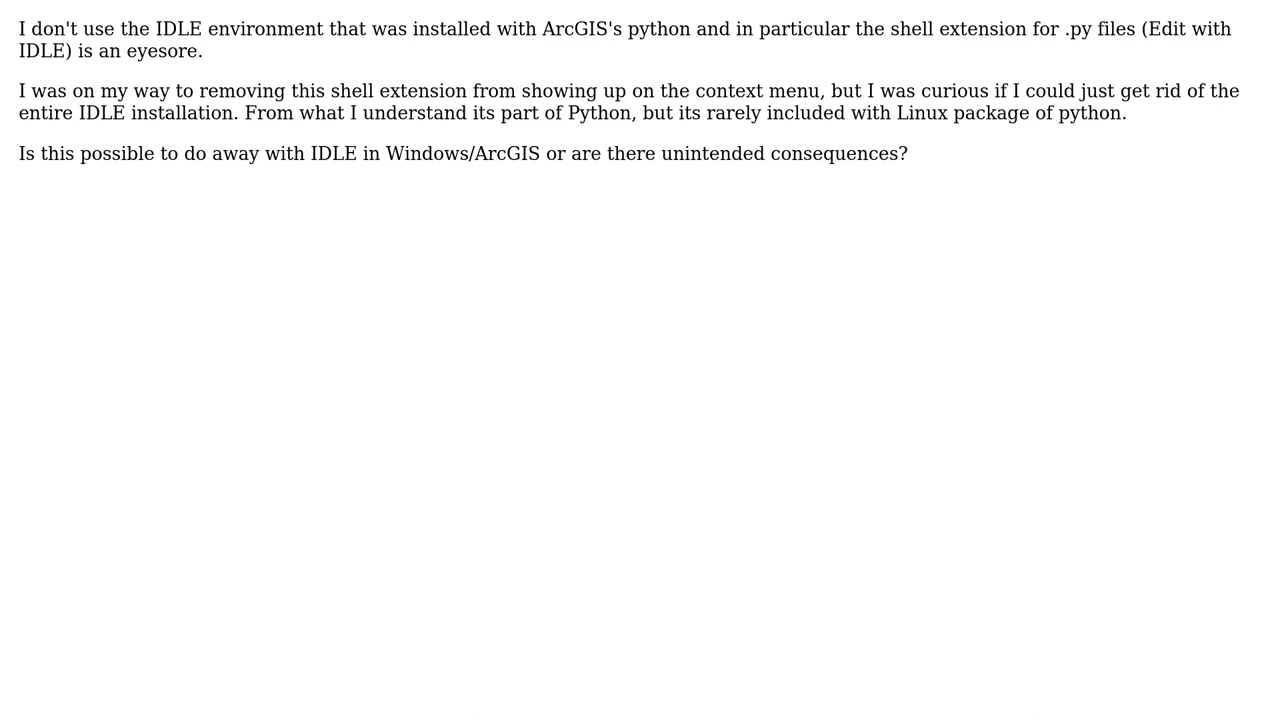 I don't use the IDLE environment that was installed with ArcGIS's python and in particular the shell extension for .py files (Edit with
IDLE) is an eyesore.
I was on my way to removing this shell extension from showing up on the context menu, but I was curious if I could just get rid of the
entire IDLE installation. From what I understand its part of Python, but its rarely included with Linux package of python.
Is this possible to do away with IDLE in Windows/ArcGIS or are there unintended consequences?